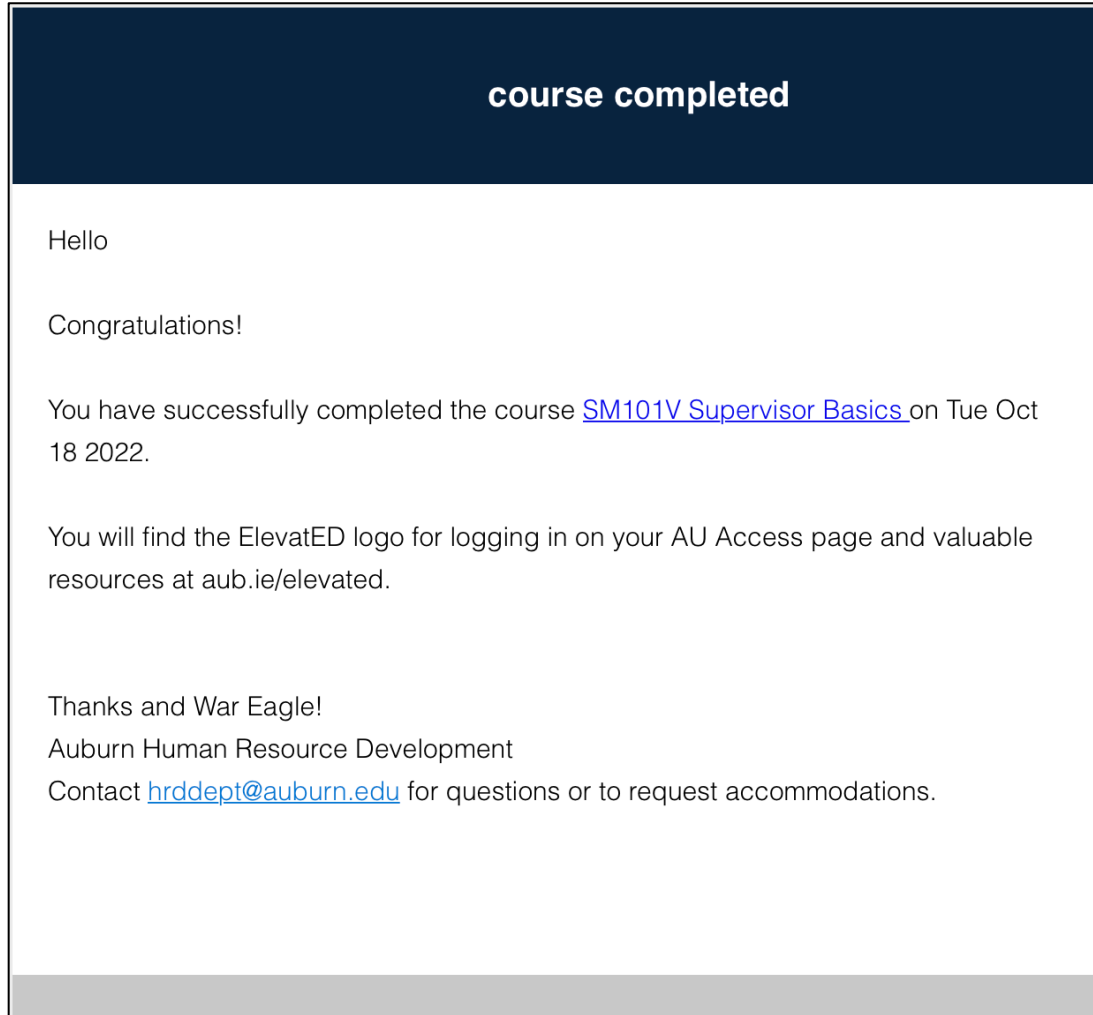 course completed
Hello
Congratulations!
You have successfully completed the course SM101V Supervisor Basics on Tue Oct
18 2022.
You will find the ElevatED logo for logging in on your AU Access page and valuable
resources at aub.ie/elevated.
Thanks and War Eagle!
Auburn Human Resource Development
Contact hrddept@auburn.edu for questions or to request accommodations.